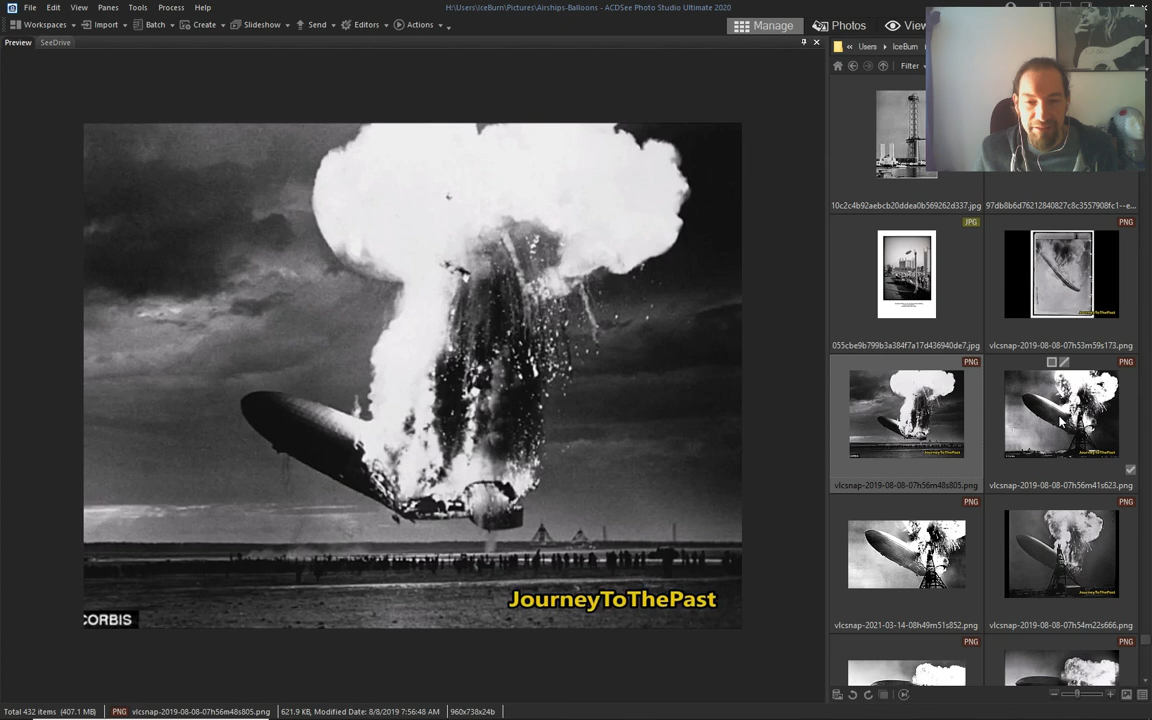 H:\Users\IceBurn\Pictures\Airships-Balloons - ACDSee Photo Studio Ultimate 2020
File Edit View Panes Tools Process Help
Workspaces Import Batch Create Slideshow Send Editors Actions
Manage Photos
Preview SeeDrive
« Users IceBurn
Filter
10c2c4b92aebcb20ddea0b569262d337.jpg
97db8b6d76212840827c8c3557908fc1--e...
JPG
PNG
055cbe9b799b3a384f7a17d436940de7.jpg
vlcsnap-2019-08-08-07h53m59s173.png
PNG
PNG
vlcsnap-2019-08-08-07h56m48s805.png
vlcsnap-2019-08-08-07h56m41s623.png
PNG
PNG
vlcsnap-2021-03-14-08h49m51s852.png
vlcsnap-2019-08-08-07h54m22s666.png
PNG
PNG
JourneyToThePast
CORBIS
Total 432 items (407.1 MB)
PNG vlcsnap-2019-08-08-07h56m48s805.png
621.9 KB, Modified Date: 8/8/2019 7:56:48 AM
960x738x24b